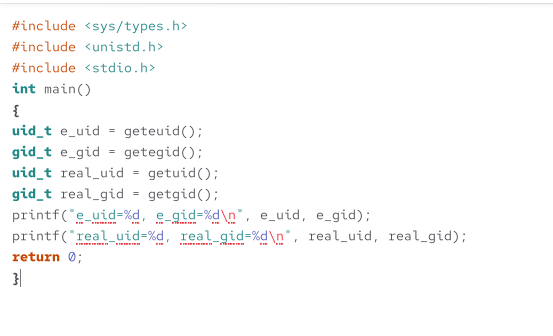 #include <sys/types.h>
#include <unistd.h>
#include <stdio.h>
int main()
{
uid_t e_uid = geteuid();
gid_t e_gid = getegid();
uid_t real_uid = getuid();
gid_t real_gid = getgid();
printf("e_uid=%d, e_gid=%d\n", e_uid, e_gid);
printf("real_uid=%d, real_gid=%d\n", real_uid, real_gid);
return 0;
}